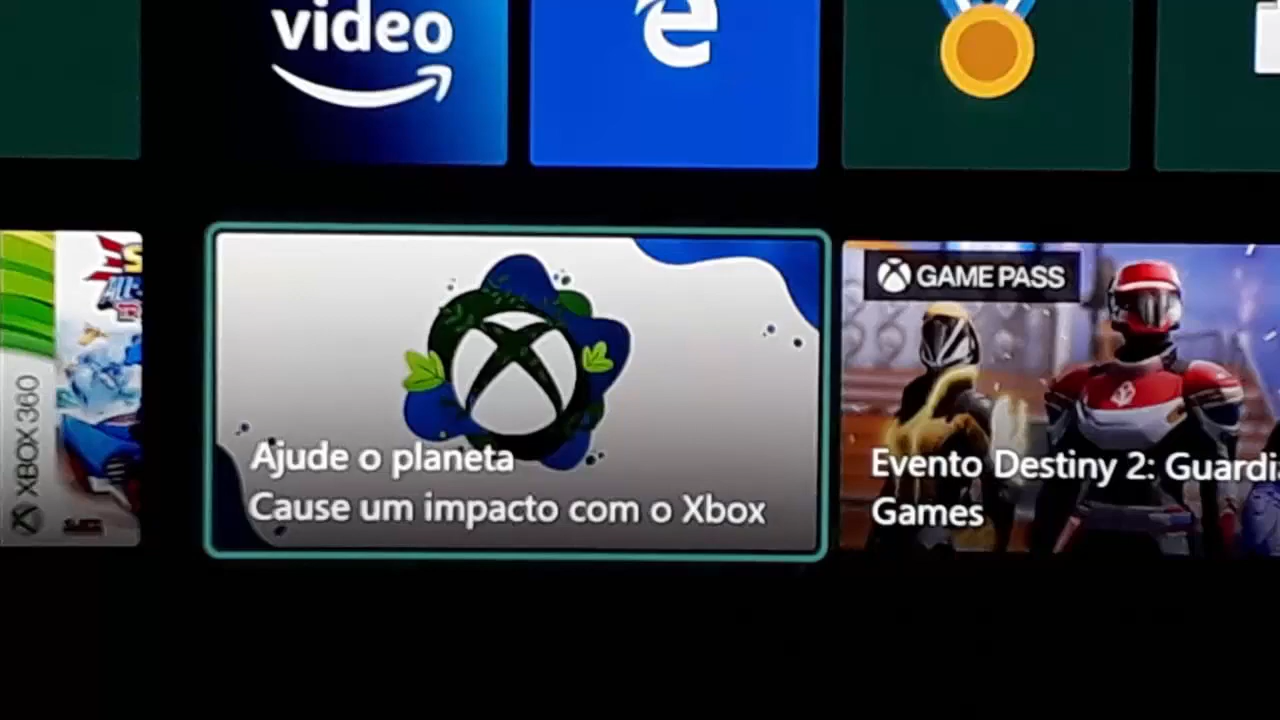 video
XBOX 360
GAME PASS
Ajude o planeta
Cause um impacto com o Xbox
Evento Destiny 2: Guardi
Games